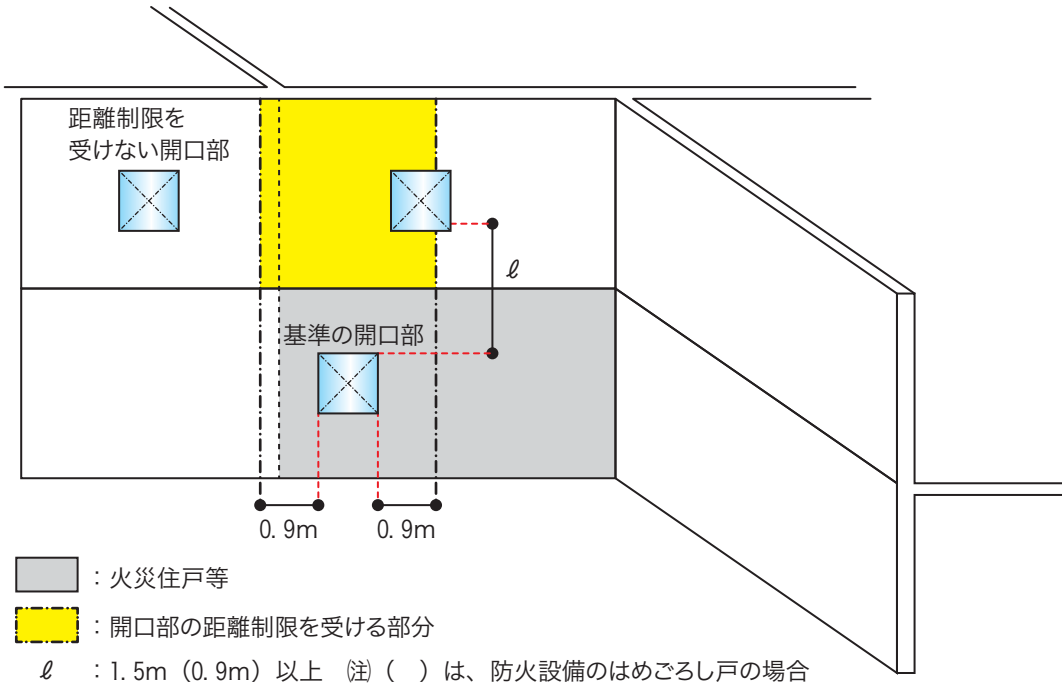 距離制限を
受けない開口部
ℓ
基準の開口部
0.9m 0.9m
：火災住戸等
：開口部の距離制限を受ける部分
ℓ ：1.5m（0.9m）以上 ㊟（ ）は、防火設備のはめごろし戸の場合